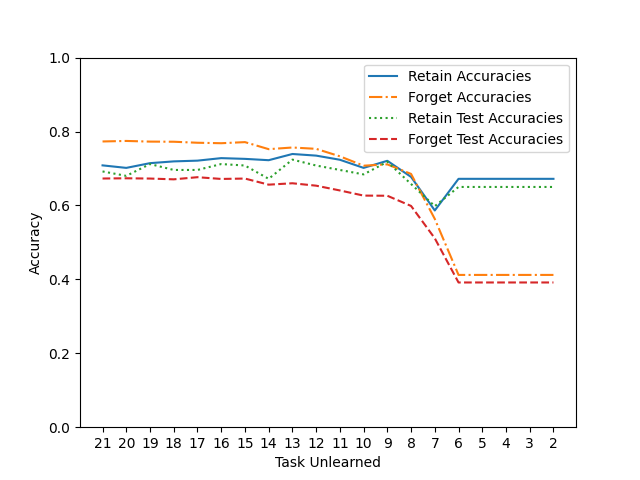 1.0
0.8
0.6
0.4
0.2
0.0
Accuracy
Retain Accuracies
Forget Accuracies
Retain Test Accuracies
Forget Test Accuracies
21 20 19 18 17 16 15 14 13 12 11 10 9 8 7 6 5 4 3 2
Task Unlearned